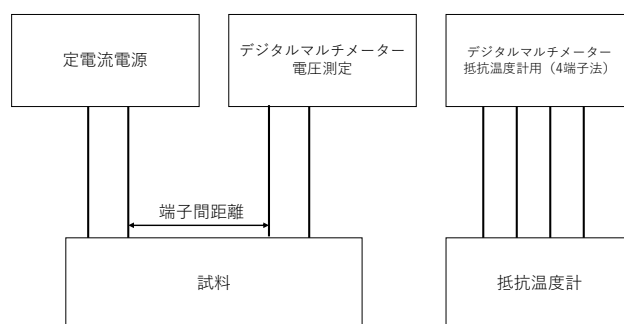 定電流電源
デジタルマルチメーター
電圧測定
デジタルマルチメーター
抵抗温度計用（4端子法）
端子間距離
試料
抵抗温度計